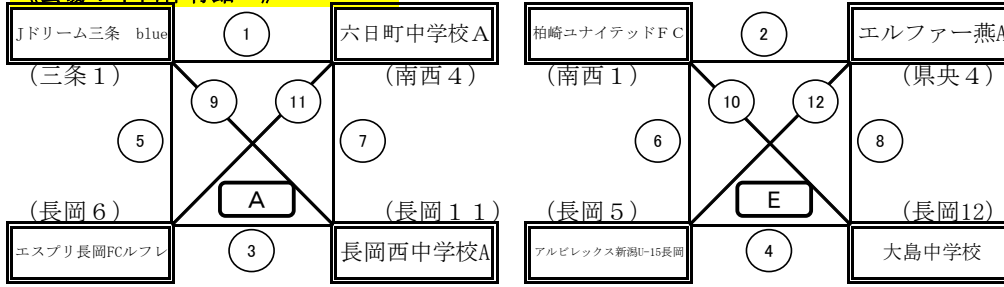 Jドリーム三条 blue ① 六日町中学校A 柏崎ユナイテッドFC ② エルファー燕A
(三条1) (南西4) (南西1) (県央4)
⑨ ⑪ ⑩ ⑫
⑤ ⑦ ⑥ ⑧
A E
(長岡6) (長岡11) (長岡5) (長岡12)
エスプリ長岡FCルフレ ③ 長岡西中学校A アルビレックス新潟U-15長岡 ④ 大島中学校